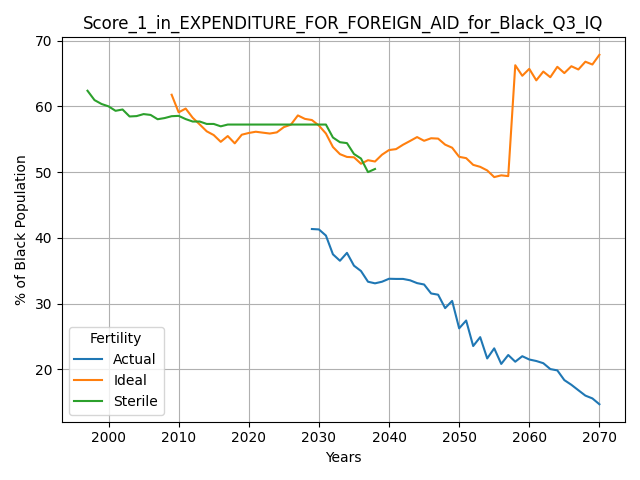 Score_1_in_EXPENDITURE_FOR_FOREIGN_AID_for_Black_Q3_IQ
% of Black Population
70
60
50
40
30
20
Fertility
Actual
Ideal
Sterile
2000 2010 2020 2030 2040 2050 2060 2070
Years